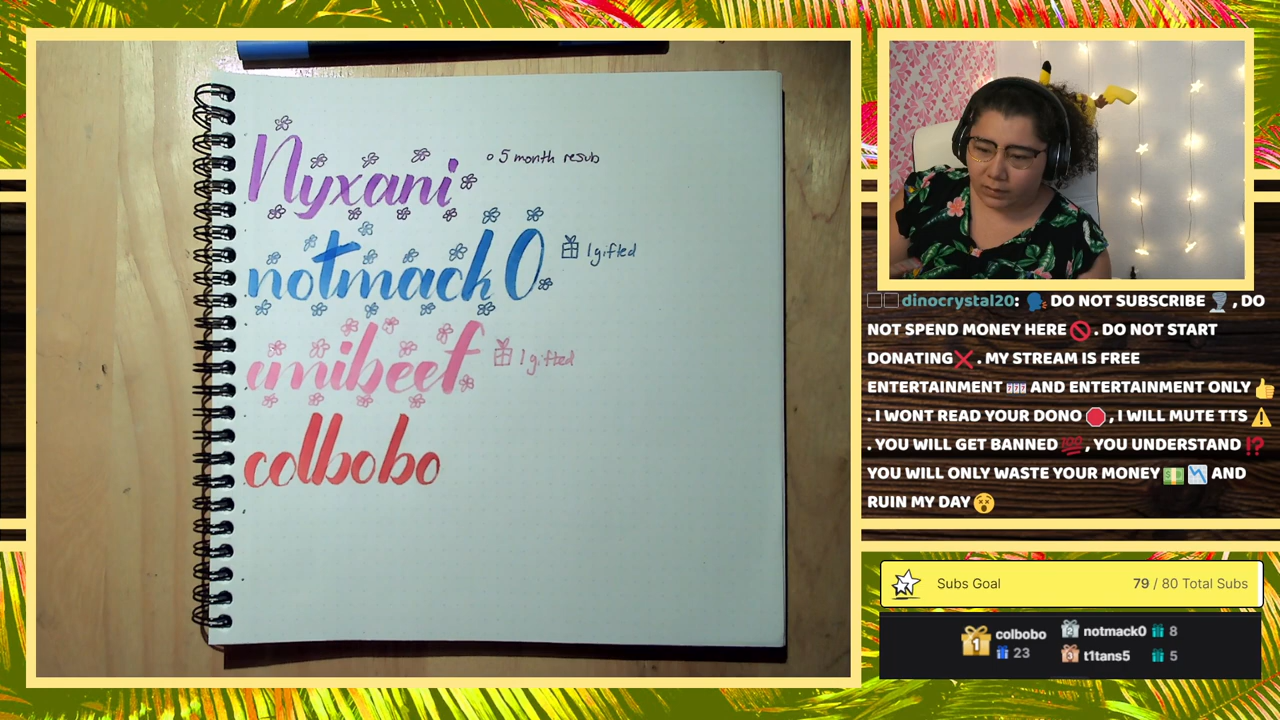 Nyxani
5 month resub
notmack0
1 gifted
amibeef
1 gifted
colbobo
dinocrystal20: 🗣️ DO NOT SUBSCRIBE 🌪️, DO
NOT SPEND MONEY HERE 🚫. DO NOT START
DONATING❌. MY STREAM IS FREE
ENTERTAINMENT 🎰 AND ENTERTAINMENT ONLY 👍
. I WONT READ YOUR DONO 🛑, I WILL MUTE TTS ⚠️
. YOU WILL GET BANNED 💯, YOU UNDERSTAND ⁉️
YOU WILL ONLY WASTE YOUR MONEY 💵 📉 AND
RUIN MY DAY 😵
Subs Goal
79 / 80 Total Subs
1 colbobo 23
2 notmack0 8
3 t1tans5 5